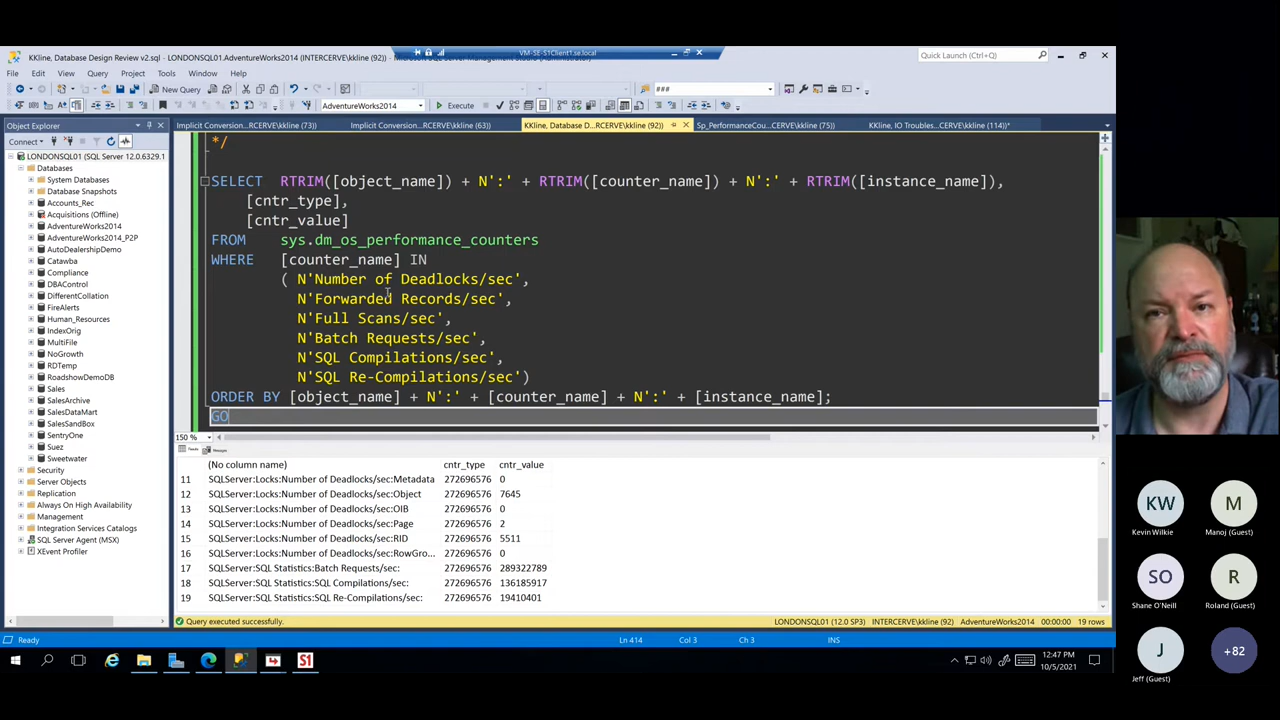 VM-SE-S1Client1.se.local
KKline, Database Design Review v2.sql - LONDONSQL01.AdventureWorks2014 (INTERCERVE\kkline (92))
Quick Launch (Ctrl+Q)
File Edit View Query Project Tools Window Help
New Query
###
AdventureWorks2014
Execute
Object Explorer
Implicit Conversion...RCERVE\kkline (73))
Implicit Conversion...RCERVE\kkline (63))
KKline, Database D...RCERVE\kkline (92))
Sp_PerformanceCou...CERVE\kkline (75))
KKline, IO Troubles...CERVE\kkline (114))*
Connect
LONDONSQL01 (SQL Server 12.0.6329.1
Databases
System Databases
Database Snapshots
Accounts_Rec
Acquisitions (Offline)
AdventureWorks2014
AdventureWorks2014_P2P
AutoDealershipDemo
Catawba
Compliance
DBAControl
DifferentCollation
FireAlerts
Human_Resources
IndexOrig
MultiFile
NoGrowth
RDTemp
RoadshowDemoDB
Sales
SalesArchive
SalesDataMart
SalesSandBox
SentryOne
Suez
Sweetwater
Security
Server Objects
Replication
Always On High Availability
Management
Integration Services Catalogs
SQL Server Agent (MSX)
XEvent Profiler
*/
SELECT RTRIM([object_name]) + N':' + RTRIM([counter_name]) + N':' + RTRIM([instance_name]),
[cntr_type],
[cntr_value]
FROM sys.dm_os_performance_counters
WHERE [counter_name] IN
( N'Number of Deadlocks/sec',
N'Forwarded Records/sec',
N'Full Scans/sec',
N'Batch Requests/sec',
N'SQL Compilations/sec',
N'SQL Re-Compilations/sec')
ORDER BY [object_name] + N':' + [counter_name] + N':' + [instance_name];
GO
150 %
Results Messages
(No column name) cntr_type cntr_value
11 SQLServer:Locks:Number of Deadlocks/sec:Metadata 272696576 0
12 SQLServer:Locks:Number of Deadlocks/sec:Object 272696576 7645
13 SQLServer:Locks:Number of Deadlocks/sec:OIB 272696576 0
14 SQLServer:Locks:Number of Deadlocks/sec:Page 272696576 2
15 SQLServer:Locks:Number of Deadlocks/sec:RID 272696576 5511
16 SQLServer:Locks:Number of Deadlocks/sec:RowGro... 272696576 0
17 SQLServer:SQL Statistics:Batch Requests/sec: 272696576 289322789
18 SQLServer:SQL Statistics:SQL Compilations/sec: 272696576 136185917
19 SQLServer:SQL Statistics:SQL Re-Compilations/sec: 272696576 19410401
Query executed successfully.
LONDONSQL01 (12.0 SP3) INTERCERVE\kkline (92) AdventureWorks2014 00:00:00 19 rows
Ready
Ln 414 Col 3 Ch 3 INS
S1
12:47 PM
10/5/2021
KW
Kevin Wilkie
M
Manoj (Guest)
SO
Shane O'Neill
R
Roland (Guest)
J
Jeff (Guest)
+82